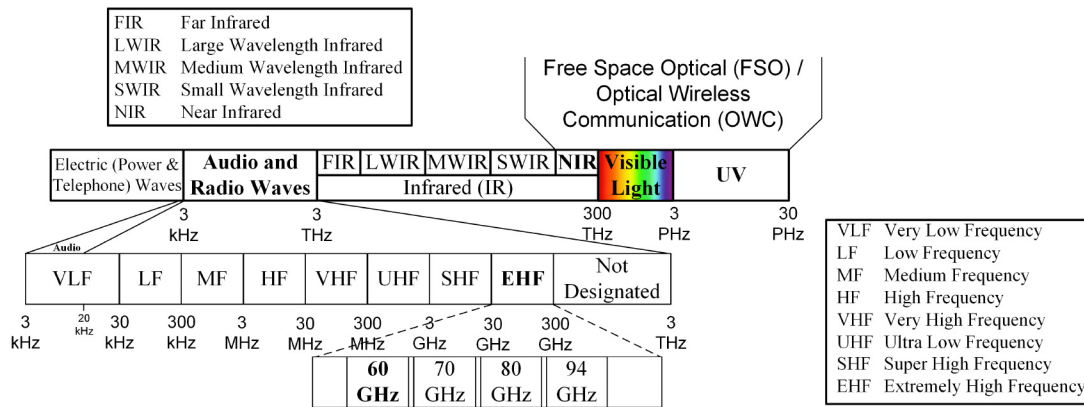 FIR Far Infrared
LWIR Large Wavelength Infrared
MWIR Medium Wavelength Infrared
SWIR Small Wavelength Infrared
NIR Near Infrared
Free Space Optical (FSO) /
Optical Wireless
Communication (OWC)
Electric (Power &
Telephone) Waves
Audio and
Radio Waves
FIR LWIR MWIR SWIR NIR
Infrared (IR)
Visible
Light
UV
3
kHz
3
THz
300
THz
3
PHz
30
PHz
Audio
VLF LF MF HF VHF UHF SHF EHF
Not
Designated
3
kHz
20
kHz
30
kHz
300
kHz
3
MHz
30
MHz
300
MHz
3
GHz
30
GHz
300
GHz
3
THz
60
GHz
70
GHz
80
GHz
94
GHz
VLF Very Low Frequency
LF Low Frequency
MF Medium Frequency
HF High Frequency
VHF Very High Frequency
UHF Ultra Low Frequency
SHF Super High Frequency
EHF Extremely High Frequency